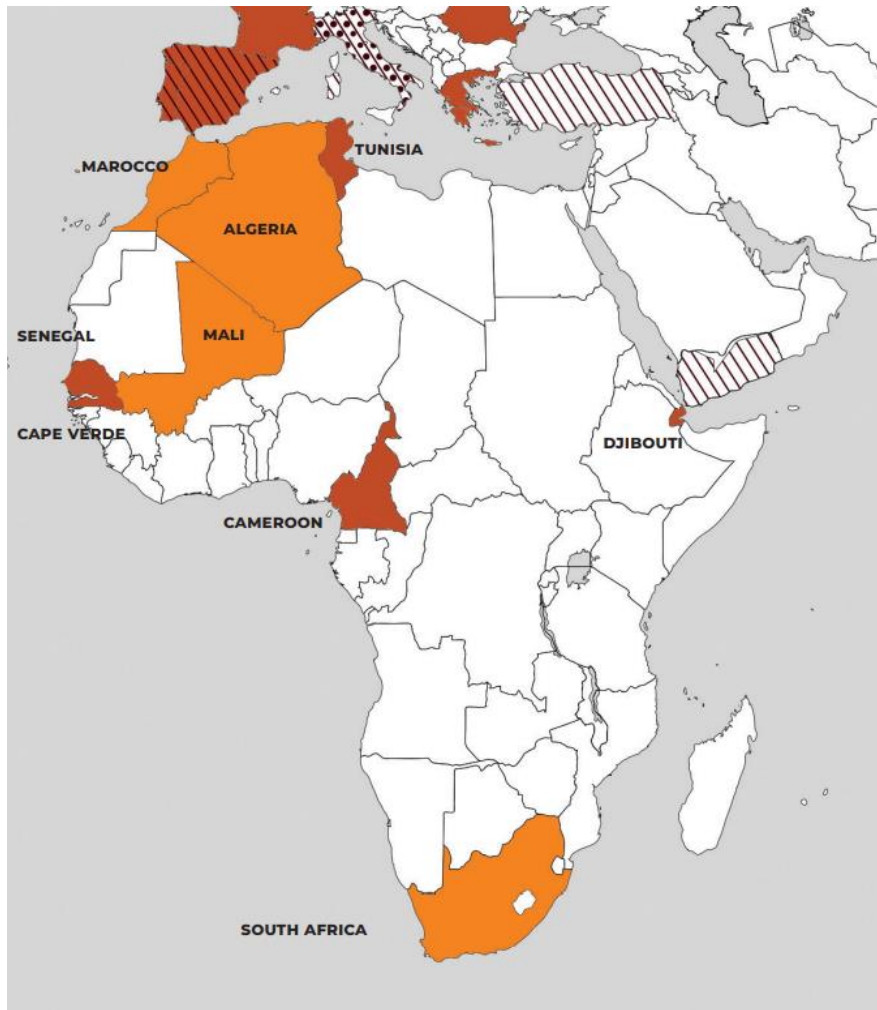 TUNISIA
MAROCCO
ALGERIA
SENEGAL
MALI
CAPE VERDE
DJIBOUTI
CAMEROON
SOUTH AFRICA